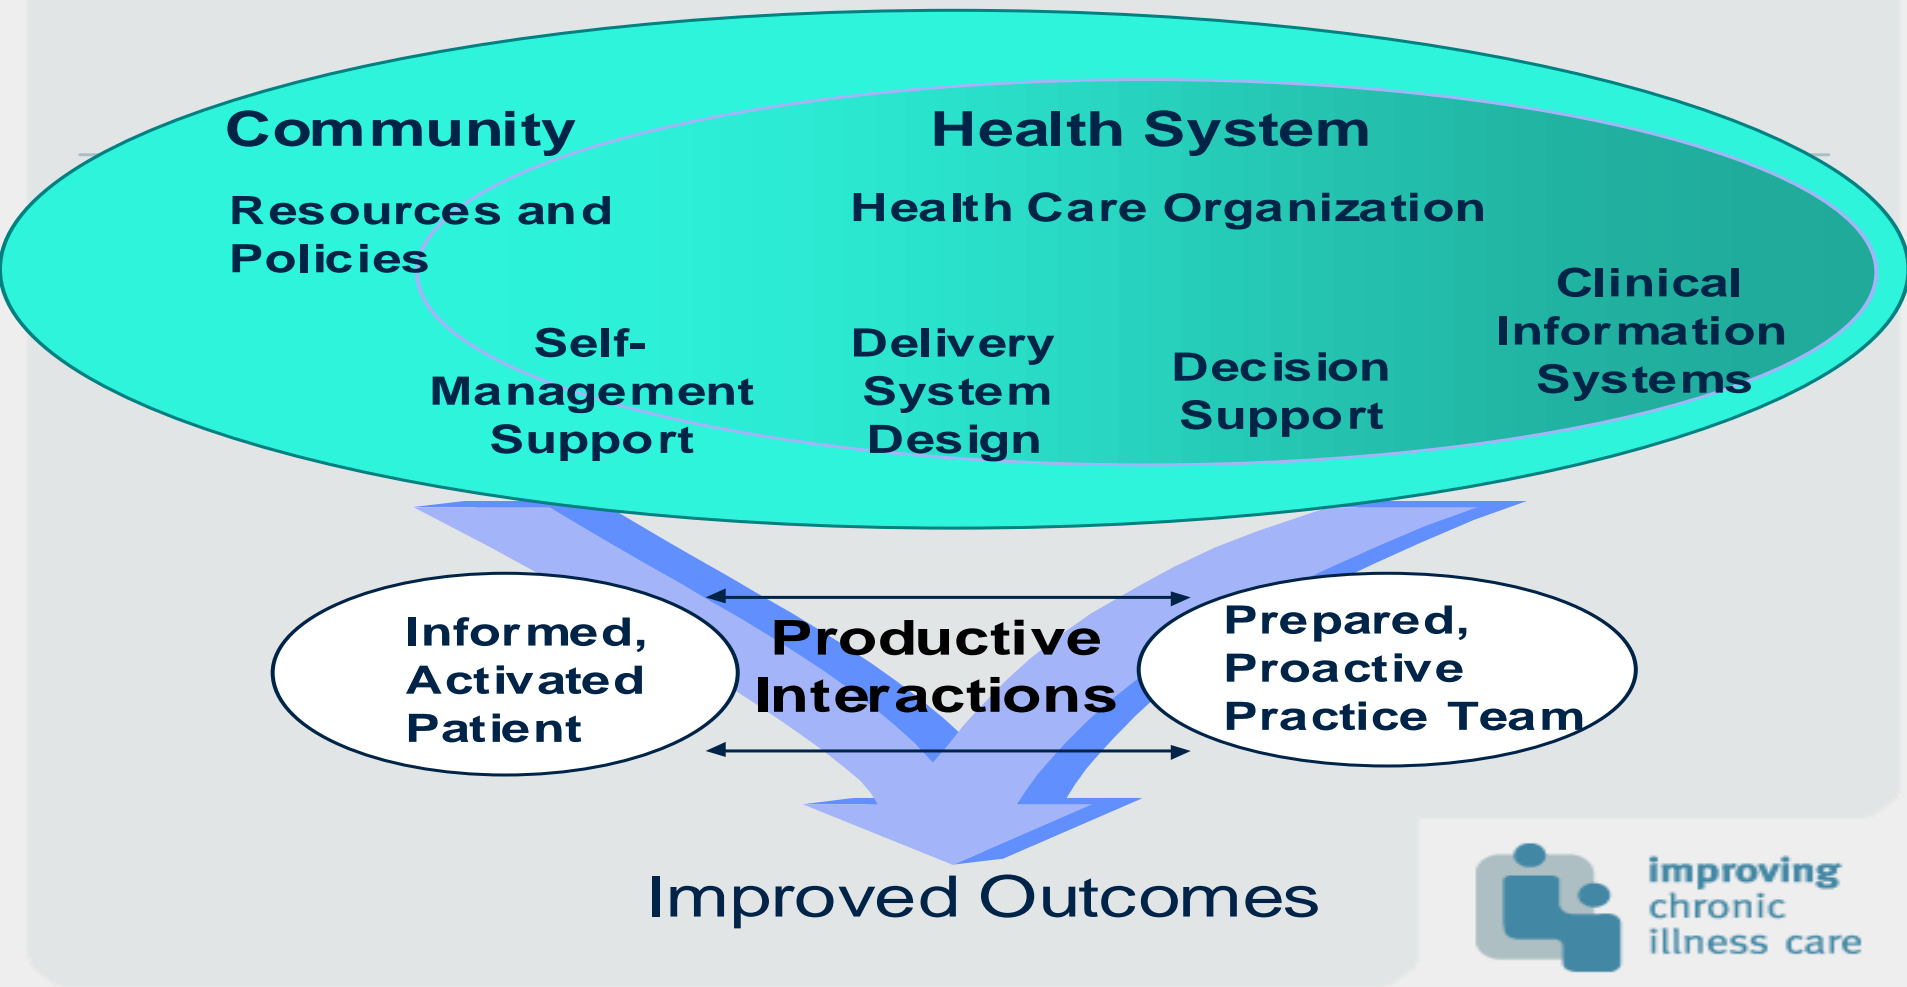 Community
Health System
Resources and
Policies
Health Care Organization
Self-
Management
Support
Delivery
System
Design
Decision
Support
Clinical
Information
Systems
Informed,
Activated
Patient
Productive
Interactions
Prepared,
Proactive
Practice Team
Improved Outcomes
improving
chronic
illness care